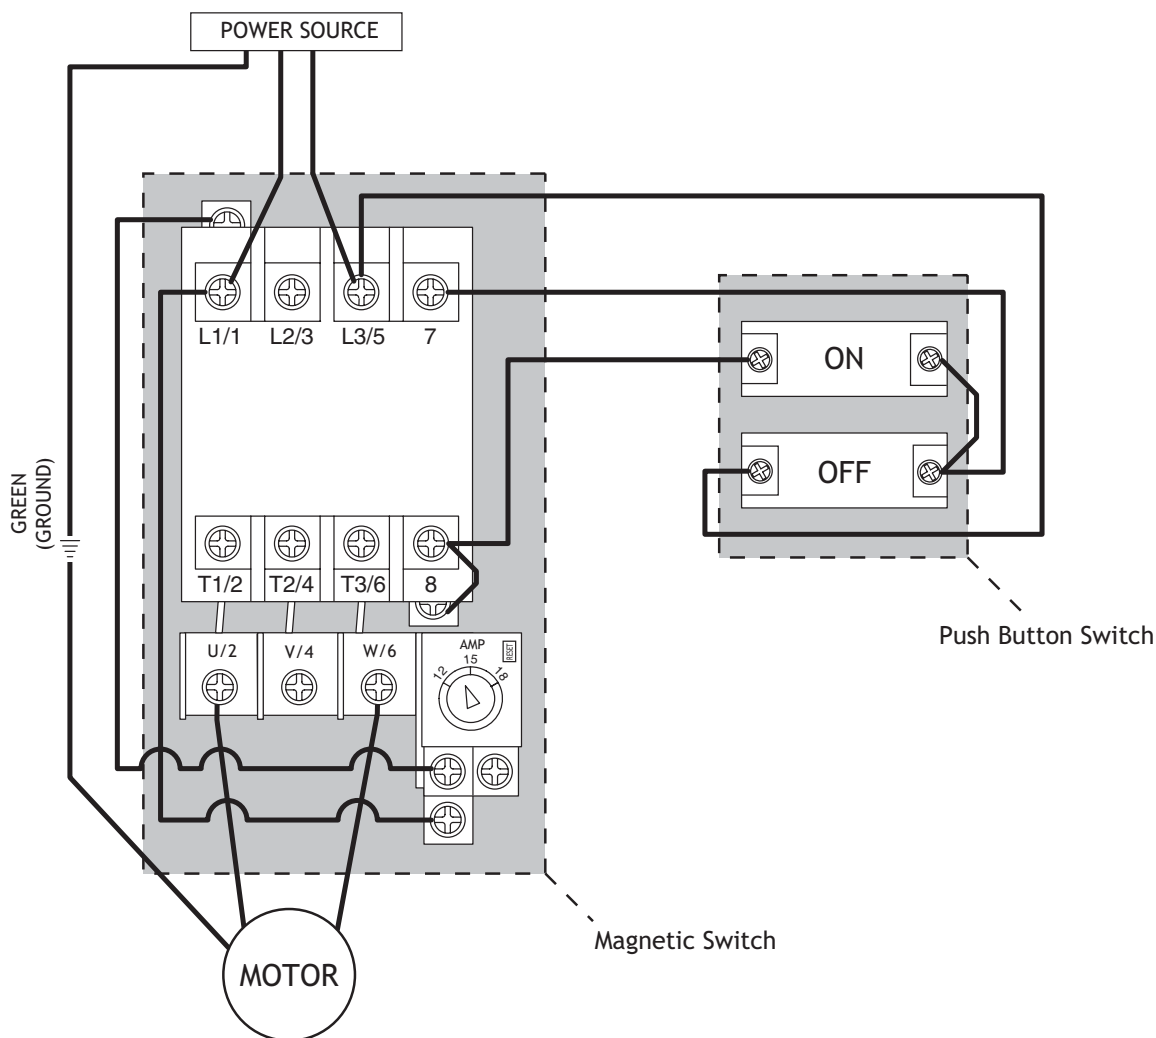 POWER SOURCE
L1/1 L2/3 L3/5 7
ON
OFF
GREEN
(GROUND)
T1/2 T2/4 T3/6 8
Push Button Switch
U/2 V/4 W/6
AMP
RESET
12 15 18
Magnetic Switch
MOTOR